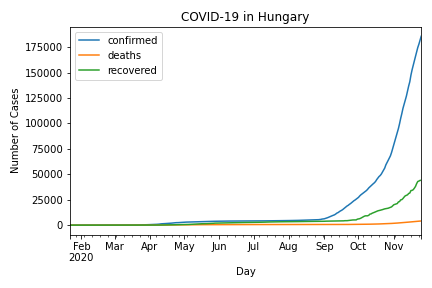 COVID-19 in Hungary
confirmed
deaths
recovered
Number of Cases
175000
150000
125000
100000
75000
50000
25000
0
Feb Mar Apr May Jun Jul Aug Sep Oct Nov
2020
Day